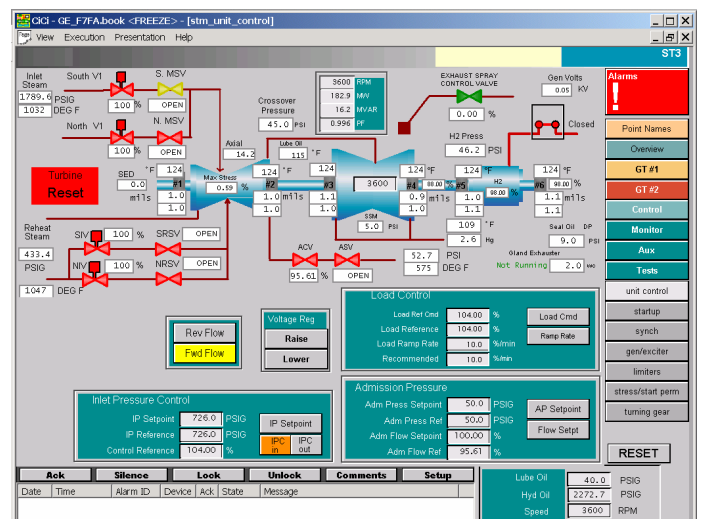 CiCi - GE_F7FA.book <FREEZE> - [stm_unit_control]
View Execution Presentation Help
ST3
Inlet Steam
1789.6 PSIG
1032 DEG F
South V1
100 %
S. MSV
OPEN
North V1
100 %
N. MSV
OPEN
Crossover Pressure
45.0 PSI
3600 RPM
182.9 MW
16.2 MVAR
0.996 PF
EXHAUST SPRAY CONTROL VALVE
0.00 %
Gen Volts
0.05 KV
Closed
H2 Press
46.2 PSI
Axial
14.2
Lube Oil
115 °F
Turbine
Reset
SED
0.0
mils
°F 124
#1
1.0
1.0
Max Stress
0.59 %
124 °F
#2
1.0 mils
1.0
124
#3
1.1
1.0
3600
SSM
5.0 PSI
124 °F
#4 88.00 %
0.9 mils
1.0
124
#5
1.1
1.1
H2
98.00 %
124 °F
#6 98.00 %
1.1 mils
1.1
109 °F
2.6 Hg
Seal Oil DP
9.0 PSI
Gland Exhauster
Not Running 2.0 IWC
Reheat Steam
433.4
PSIG
1047 DEG F
SIV 100 %
SRSV OPEN
NIV 100 %
NRSV OPEN
ACV
95.61 %
ASV
OPEN
52.7 PSI
575 DEG F
Rev Flow
Fwd Flow
Voltage Reg
Raise
Lower
Load Control
Load Ref Cmd 104.00 %
Load Reference 104.00 %
Load Ramp Rate 10.0 %/min
Recommended 10.0 %/min
Load Cmd
Ramp Rate
Inlet Pressure Control
IP Setpoint 726.0 PSIG
IP Reference 726.0 PSIG
Control Reference 104.00 %
IP Setpoint
IPC in
IPC out
Admission Pressure
Adm Press Setpoint 50.0 PSIG
Adm Press Ref 50.0 PSIG
Adm Flow Setpoint 100.00 %
Adm Flow Ref 95.61 %
AP Setpoint
Flow Setpt
Alarms
!
Point Names
Overview
GT #1
GT #2
Control
Monitor
Aux
Tests
unit control
startup
synch
gen/exciter
limiters
stress/start perm
turning gear
RESET
Ack Silence Lock Unlock Comments Setup
Date Time Alarm ID Device Ack State Message
Lube Oil 40.0 PSIG
Hyd Oil 2272.7 PSIG
Speed 3600 RPM